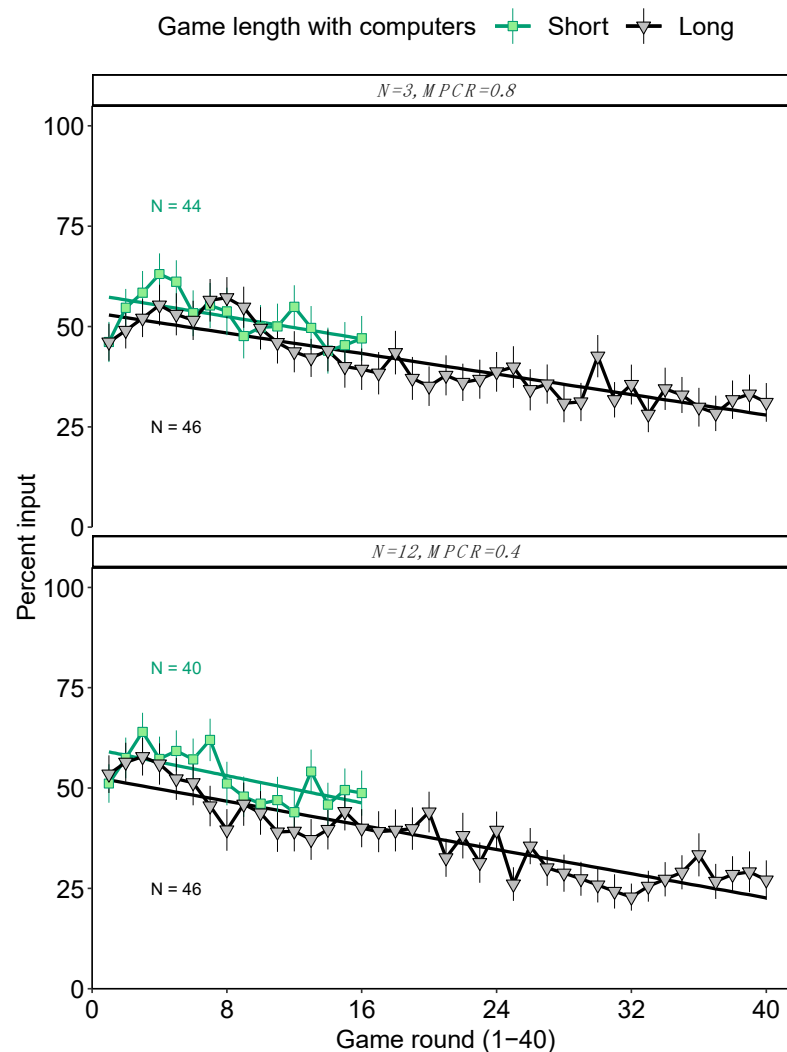 Game length with computers Short Long
N=3, MPCR=0.8
100
N = 44
75
50
25
N = 46
0
Percent input
N=12, MPCR=0.4
100
N = 40
75
50
25
N = 46
0
0 8 16 24 32 40
Game round (1−40)